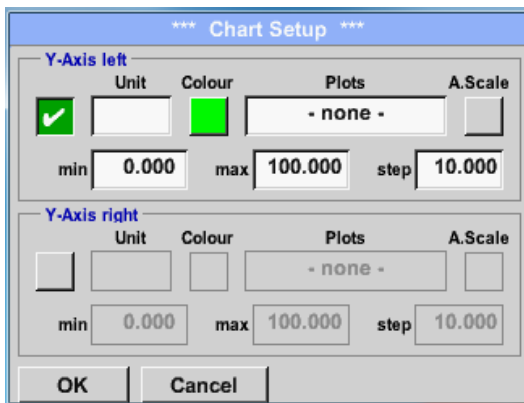 *** Chart Setup ***
Y-Axis left
Unit Colour Plots A.Scale
- none -
min 0.000 max 100.000 step 10.000
Y-Axis right
Unit Colour Plots A.Scale
- none -
min 0.000 max 100.000 step 10.000
OK Cancel